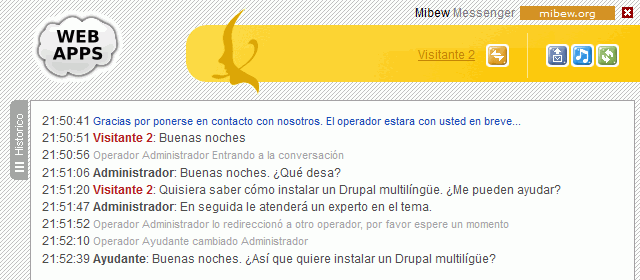 Mibew Messenger mibew.org
WEB
APPS
Visitante 2
Historico
21:50:41 Gracias por ponerse en contacto con nosotros. El operador estara con usted en breve...
21:50:51 Visitante 2: Buenas noches
21:50:56 Operador Administrador Entrando a la conversación
21:51:06 Administrador: Buenas noches. ¿Qué desa?
21:51:20 Visitante 2: Quisiera saber cómo instalar un Drupal multilíngüe. ¿Me pueden ayudar?
21:51:47 Administrador: En seguida le atenderá un experto en el tema.
21:51:52 Operador Administrador lo redireccionó a otro operador, por favor espere un momento
21:52:10 Operador Ayudante cambiado Administrador
21:52:39 Ayudante: Buenas noches. ¿Así que quiere instalar un Drupal multilígüe?